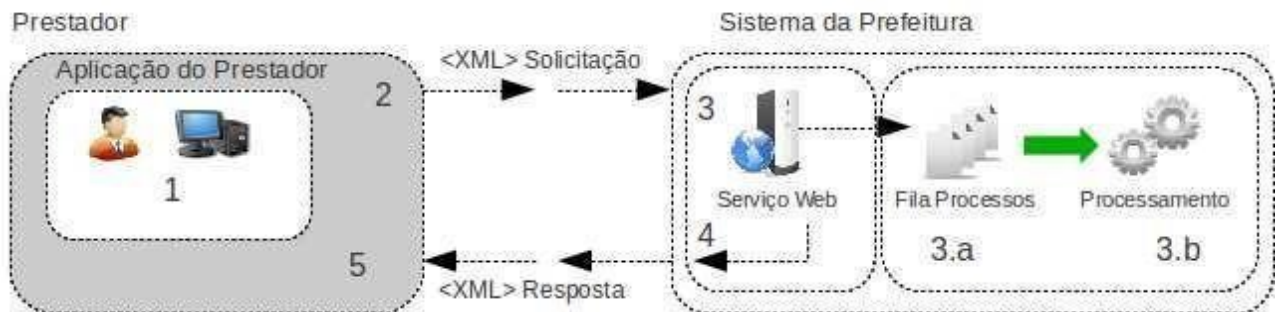 Prestador
Sistema da Prefeitura
Aplicação do Prestador
<XML> Solicitação
2
3
1
Serviço Web
Fila Processos
Processamento
4
3.a
3.b
5
<XML> Resposta